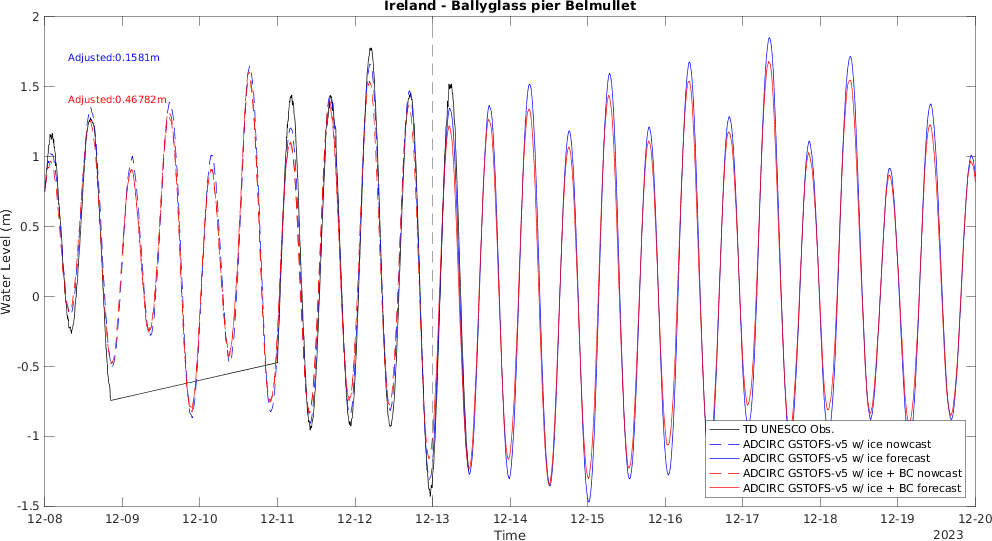 Ireland - Ballyglass pier Belmullet
Adjusted:0.1581m
Adjusted:0.46782m
Water Level (m)
2
1.5
1
0.5
0
-0.5
-1
-1.5
TD UNESCO Obs.
ADCIRC GSTOFS-v5 w/ ice nowcast
ADCIRC GSTOFS-v5 w/ ice forecast
ADCIRC GSTOFS-v5 w/ ice + BC nowcast
ADCIRC GSTOFS-v5 w/ ice + BC forecast
12-08 12-09 12-10 12-11 12-12 12-13 12-14 12-15 12-16 12-17 12-18 12-19 12-20
Time
2023